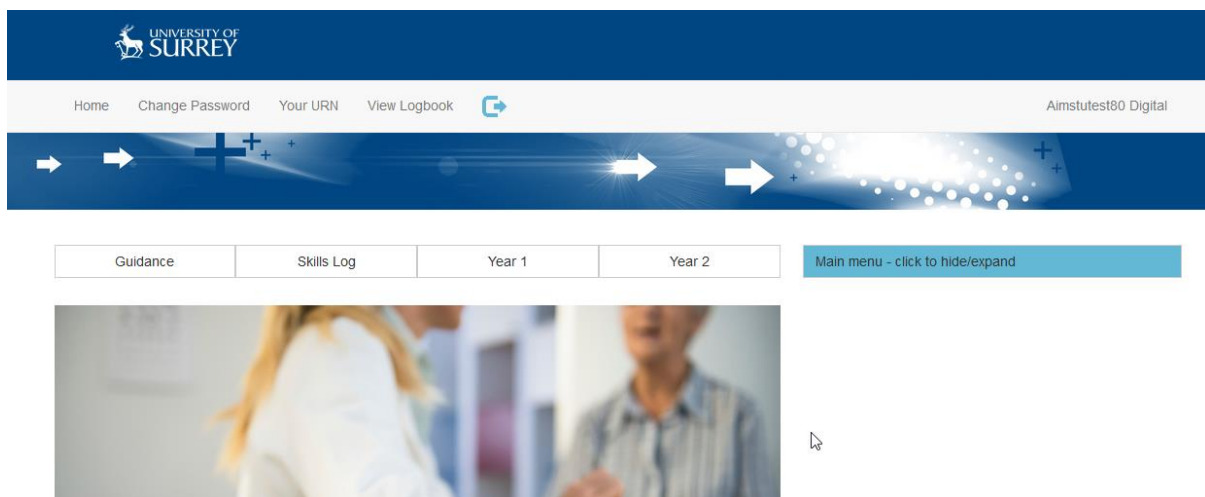 UNIVERSITY OF
SURREY
Home Change Password Your URN View Logbook Aimstutest80 Digital
Guidance Skills Log Year 1 Year 2 Main menu - click to hide/expand